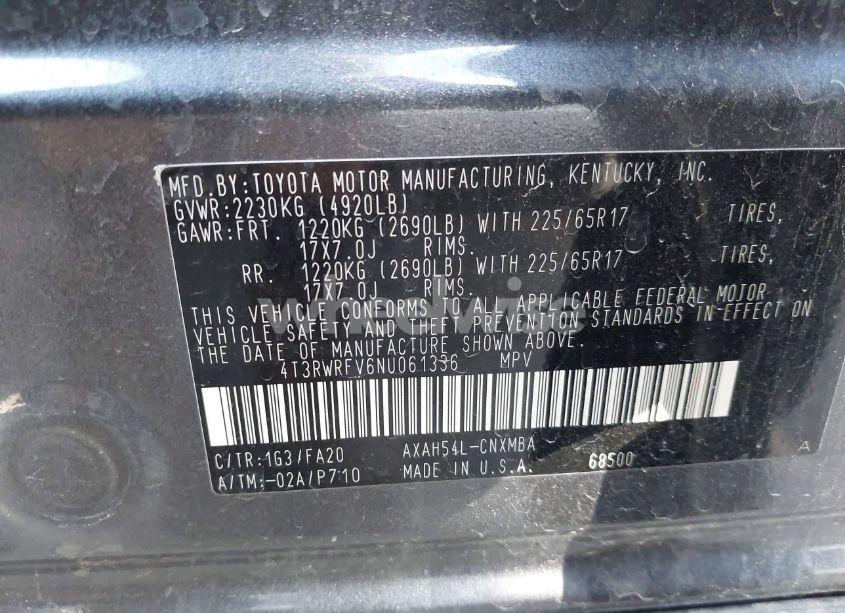 MFD.BY:TOYOTA MOTOR MANUFACTURING, KENTUCKY, INC.
GVWR:2230KG (4920LB)
GAWR:FRT. 1220KG (2690LB) WITH 225/65R17 TIRES,
17X7.0J RIMS.
RR. 1220KG (2690LB) WITH 225/65R17 TIRES,
17X7.0J RIMS.
THIS VEHICLE CONFORMS TO ALL APPLICABLE FEDERAL MOTOR
VEHICLE SAFETY AND THEFT PREVENTION STANDARDS IN EFFECT ON
THE DATE OF MANUFACTURE SHOWN ABOVE.
4T3RWRFV6NU061336 MPV
C/TR:1G3/FA20 AXAH54L-CNXMBA
A/TM:-02A/P710 MADE IN U.S.A. 68500 A